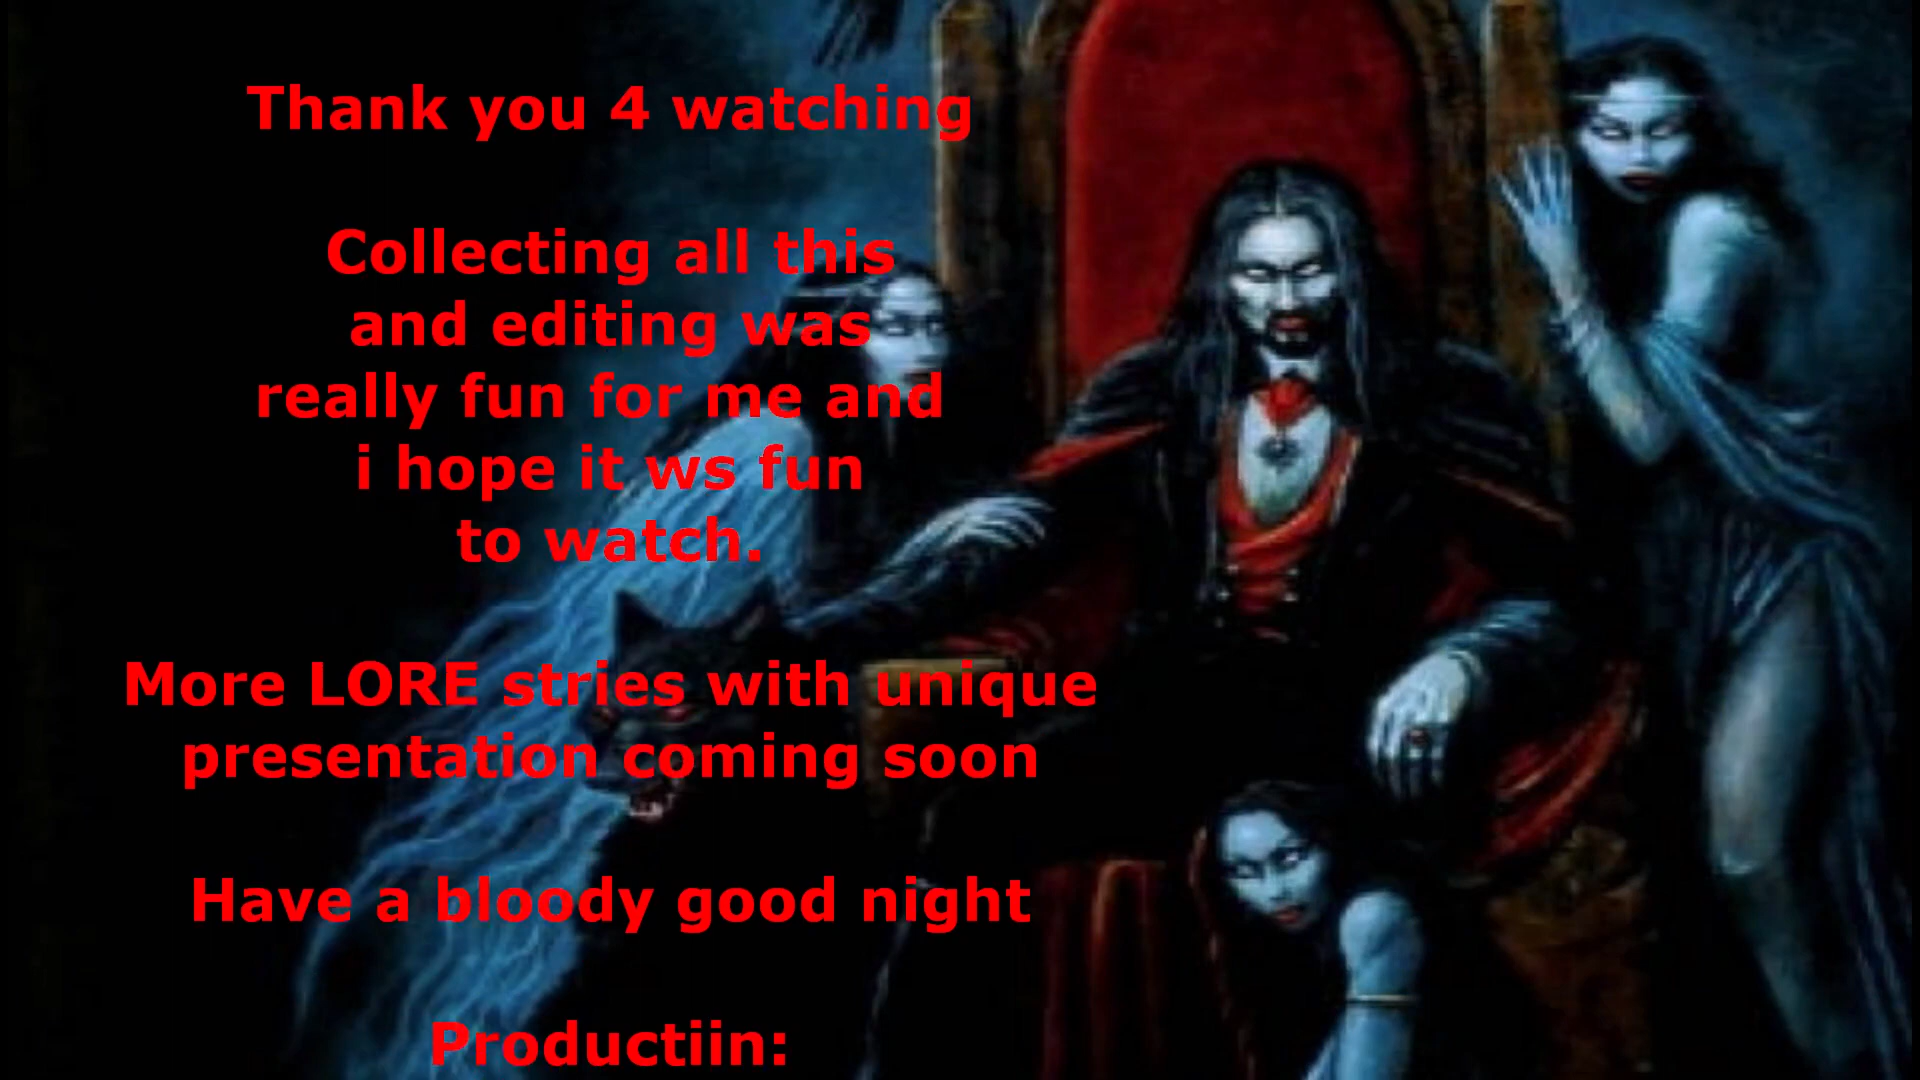 Thank you 4 watching
Collecting all this
and editing was
really fun for me and
i hope it ws fun
to watch.
More LORE stries with unique
presentation coming soon
Have a bloody good night
Productiin: